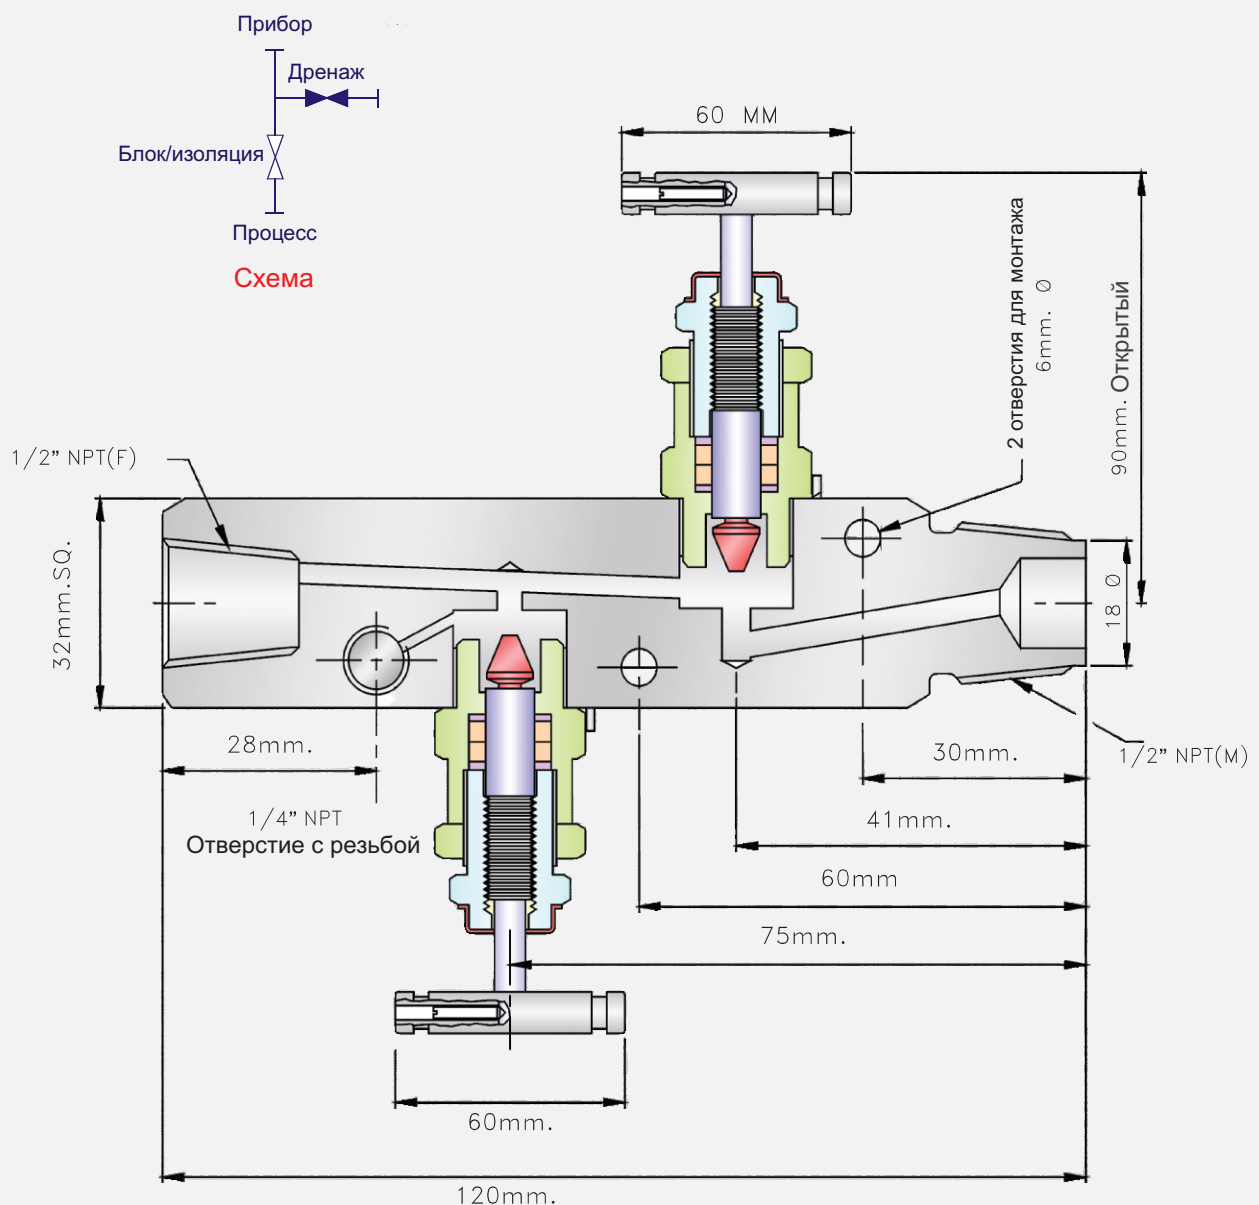 Прибор
Дренаж
Блок/изоляция
Процесс
Схема
60 MM
2 отверстия для монтажа
6mm. Ø
90mm. Открытый
1/2” NPT(F)
32mm.SQ.
18 Ø
28mm.
30mm.
1/2” NPT(M)
1/4” NPT
Отверстие с резьбой
41mm.
60mm
75mm.
60mm.
120mm.